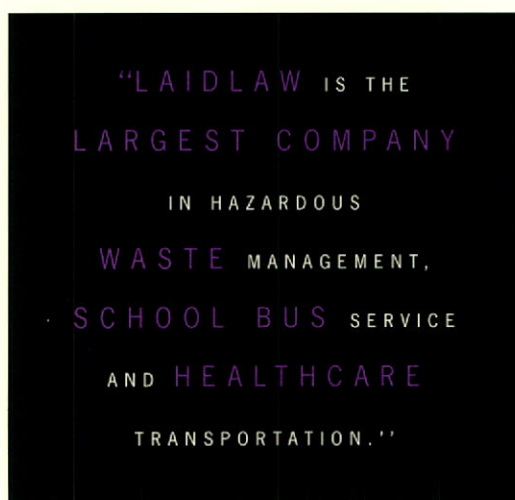 “LAIDLAW IS THE
LARGEST COMPANY
IN HAZARDOUS
WASTE MANAGEMENT,
SCHOOL BUS SERVICE
AND HEALTHCARE
TRANSPORTATION.’’